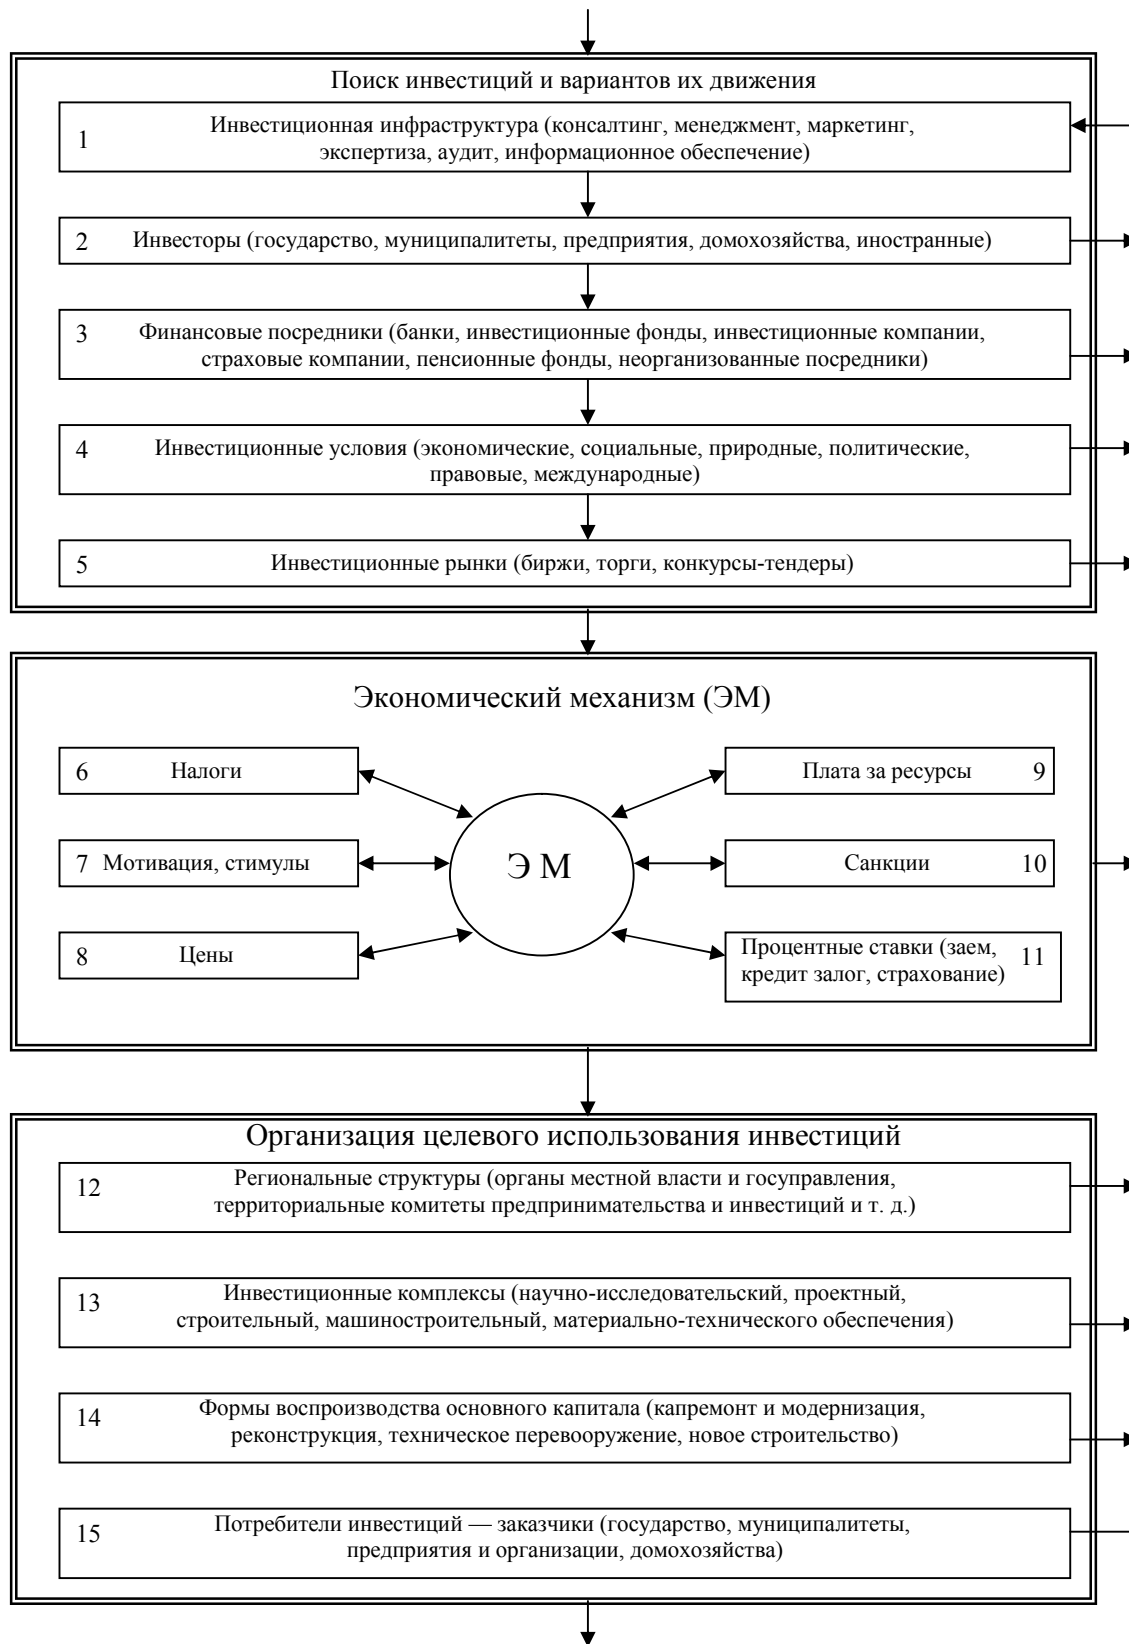 Поиск инвестиций и вариантов их движения
1
Инвестиционная инфраструктура (консалтинг, менеджмент, маркетинг,
экспертиза, аудит, информационное обеспечение)
2 Инвесторы (государство, муниципалитеты, предприятия, домохозяйства, иностранные)
3 Финансовые посредники (банки, инвестиционные фонды, инвестиционные компании,
страховые компании, пенсионные фонды, неорганизованные посредники)
4 Инвестиционные условия (экономические, социальные, природные, политические,
правовые, международные)
5 Инвестиционные рынки (биржи, торги, конкурсы-тендеры)
Экономический механизм (ЭМ)
6 Налоги
Плата за ресурсы 9
7 Мотивация, стимулы
Э М
Санкции 10
8 Цены
Процентные ставки (заем,
кредит залог, страхование)
11
Организация целевого использования инвестиций
12 Региональные структуры (органы местной власти и госуправления,
территориальные комитеты предпринимательства и инвестиций и т. д.)
13 Инвестиционные комплексы (научно-исследовательский, проектный,
строительный, машиностроительный, материально-технического обеспечения)
14 Формы воспроизводства основного капитала (капремонт и модернизация,
реконструкция, техническое перевооружение, новое строительство)
15 Потребители инвестиций — заказчики (государство, муниципалитеты,
предприятия и организации, домохозяйства)